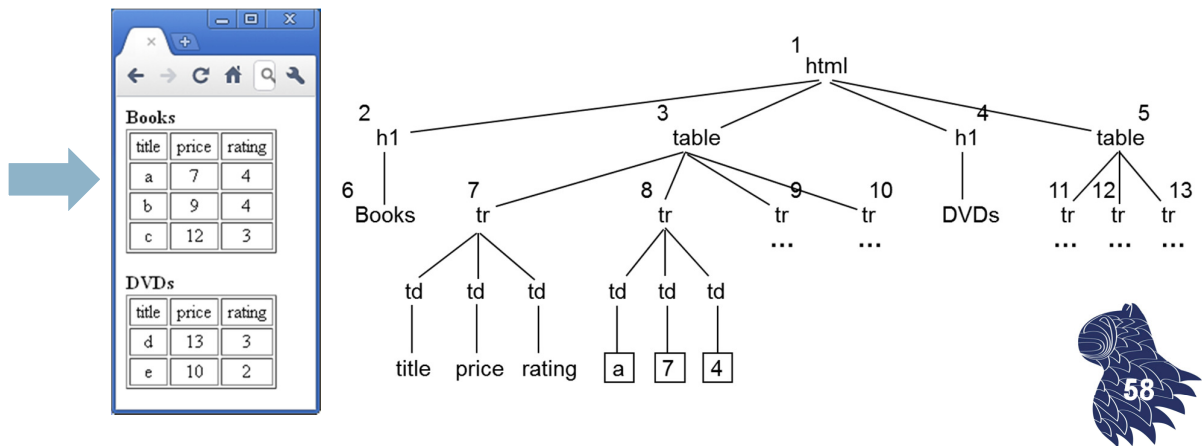 Books
title price rating
a 7 4
b 9 4
c 12 3
DVDs
title price rating
d 13 3
e 10 2
1
html
2 3 4 5
h1 table h1 table
6 7 8 9 10 11 12 13
Books tr tr tr tr DVDs tr tr tr
... ... ... ... ...
td td td td td td
title price rating a 7 4
58